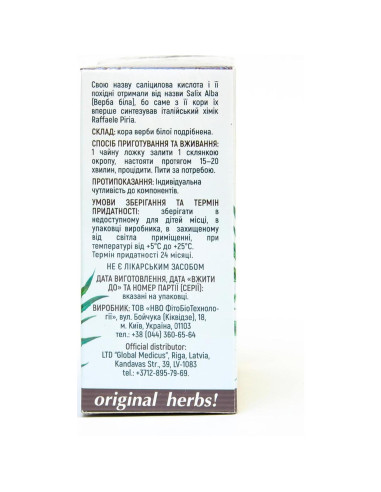 Свою назву саліцилова кислота і її
похідні отримали від назви Salix Alba
(Верба біла), бо саме з її кори їх
вперше синтезував італійський хімік
Raffaele Piria.
СКЛАД: кора верби білої подрібнена.
СПОСІБ ПРИГОТУВАННЯ ТА ВЖИВАННЯ:
1 чайну ложку залити 1 склянкою
окропу, настояти протягом 15–20
хвилин, процідити. Пити за потребою.
ПРОТИПОКАЗАННЯ: Індивідуальна
чутливість до компонентів.
УМОВИ ЗБЕРІГАННЯ ТА ТЕРМІН
ПРИДАТНОСТІ: зберігати в
недоступному для дітей місці, в
упаковці виробника, в захищеному
від світла приміщенні, при
температурі від +5°С до +25°С.
Термін придатності 24 місяці.
НЕ Є ЛІКАРСЬКИМ ЗАСОБОМ
ДАТА ВИГОТОВЛЕННЯ, ДАТА «ВЖИТИ
ДО» ТА НОМЕР ПАРТІЇ (СЕРІЇ):
вказані на упаковці.
ВИРОБНИК: ТОВ «НВО ФітоБіоТехноло-
гії», вул. Бойчука (Кіквідзе), 18,
м. Київ, Україна, 01103
тел.: +38 (044) 360-65-64
Official distributor:
LTD "Global Medicus", Riga, Latvia,
Kandavas Str., 39, LV-1083
tel.: +3712-895-79-69.
original herbs!